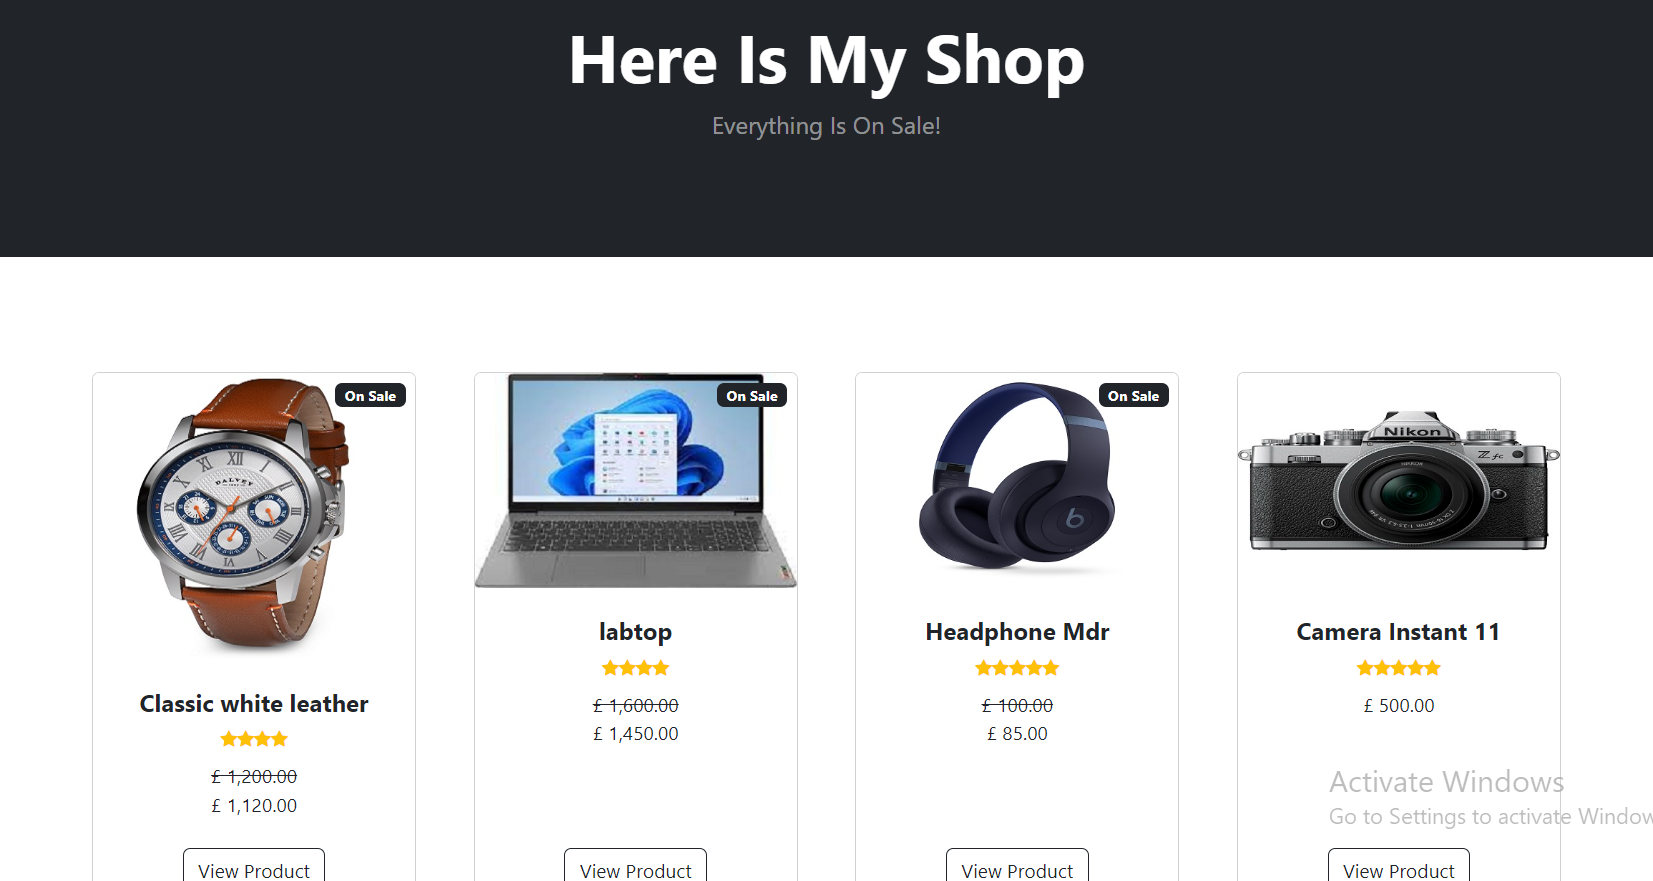 Here Is My Shop
Everything Is On Sale!
On Sale
DALVEY
Classic white leather
£ 1,200.00
£ 1,120.00
View Product
On Sale
labtop
£ 1,600.00
£ 1,450.00
View Product
On Sale
Headphone Mdr
£ 100.00
£ 85.00
View Product
Nikon
Z fc
NIKKOR
Camera Instant 11
£ 500.00
View Product
Activate Windows
Go to Settings to activate Window